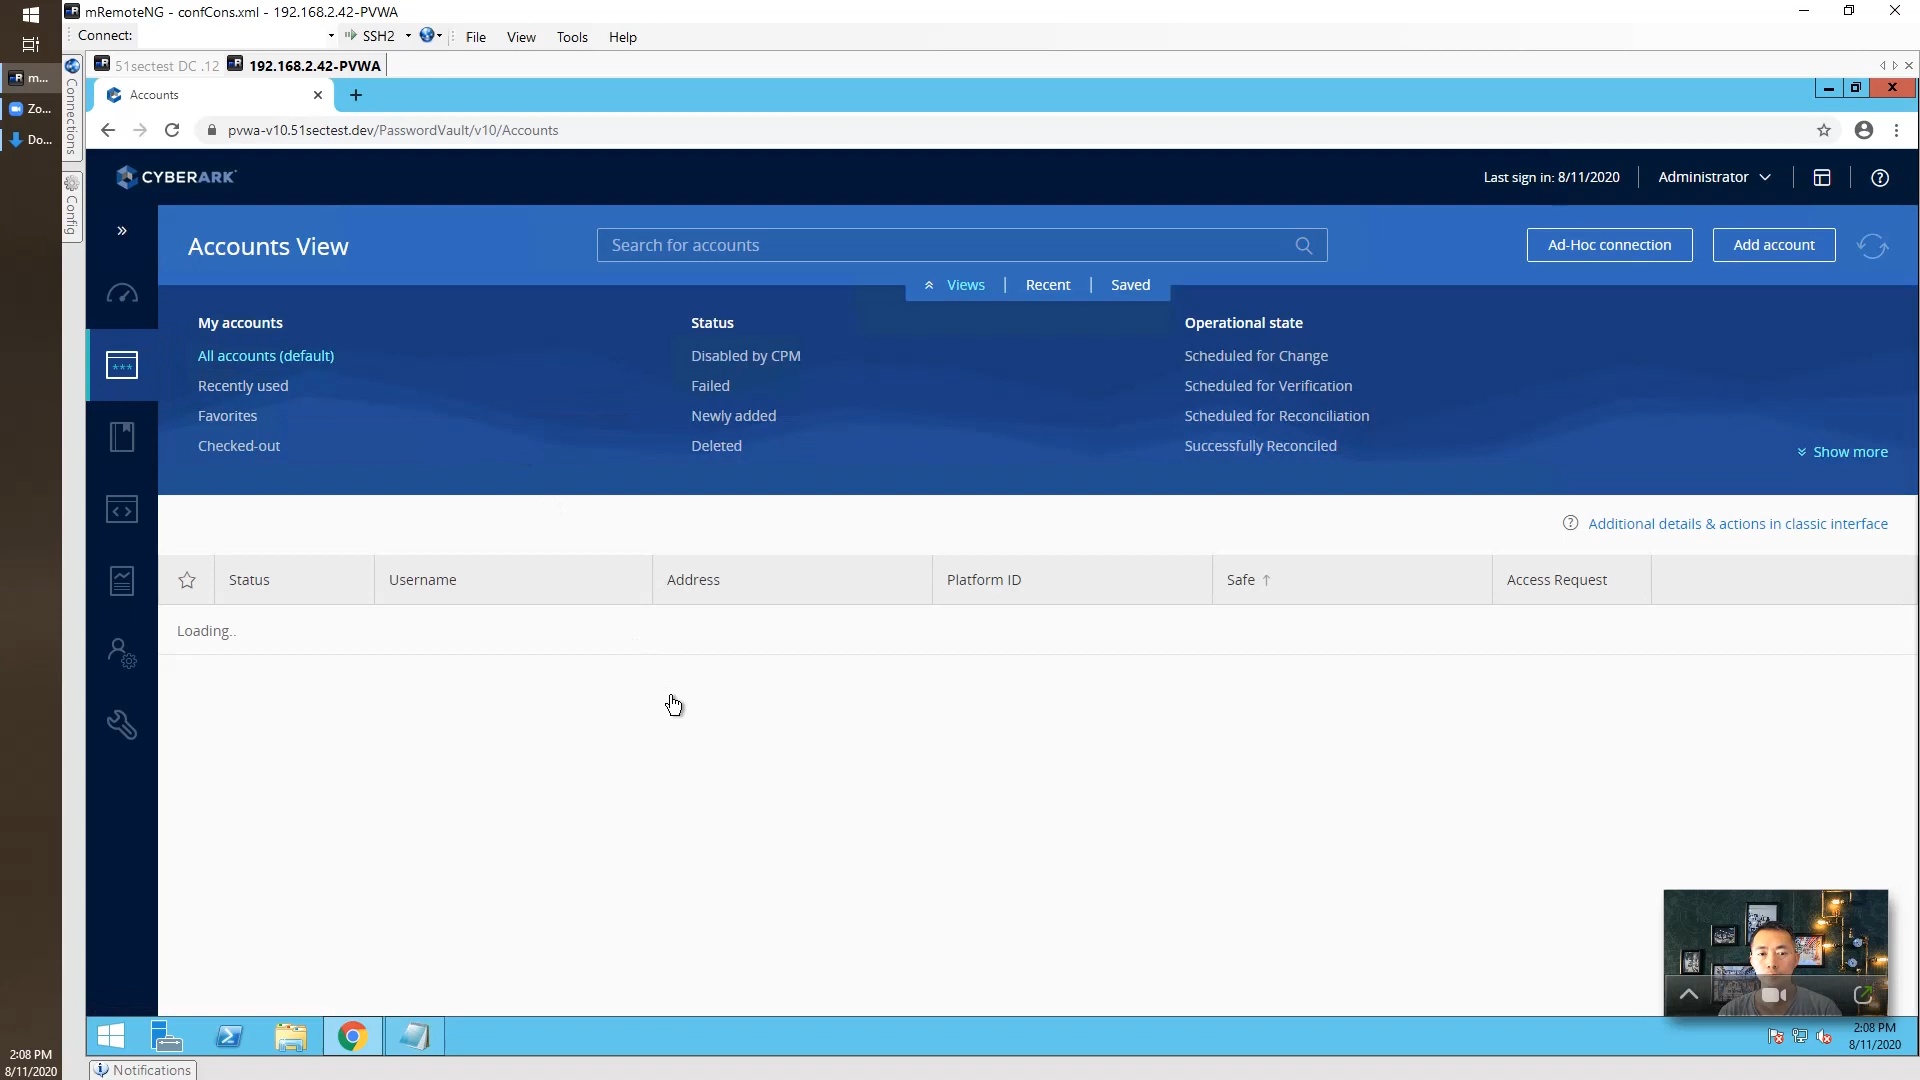 mRemoteNG - confCons.xml - 192.168.2.42-PVWA
Connect:
SSH2
File
View
Tools
Help
m...
Zo...
Do...
Connections
Config
51sectest DC .12
192.168.2.42-PVWA
Accounts
pvwa-v10.51sectest.dev/PasswordVault/v10/Accounts
CYBERARK
Last sign in: 8/11/2020
Administrator
Accounts View
Search for accounts
Ad-Hoc connection
Add account
Views
Recent
Saved
My accounts
All accounts (default)
Recently used
Favorites
Checked-out
Status
Disabled by CPM
Failed
Newly added
Deleted
Operational state
Scheduled for Change
Scheduled for Verification
Scheduled for Reconciliation
Successfully Reconciled
Show more
Additional details & actions in classic interface
Status
Username
Address
Platform ID
Safe
Access Request
Loading..
2:08 PM
8/11/2020
2:08 PM
8/11/2020
Notifications